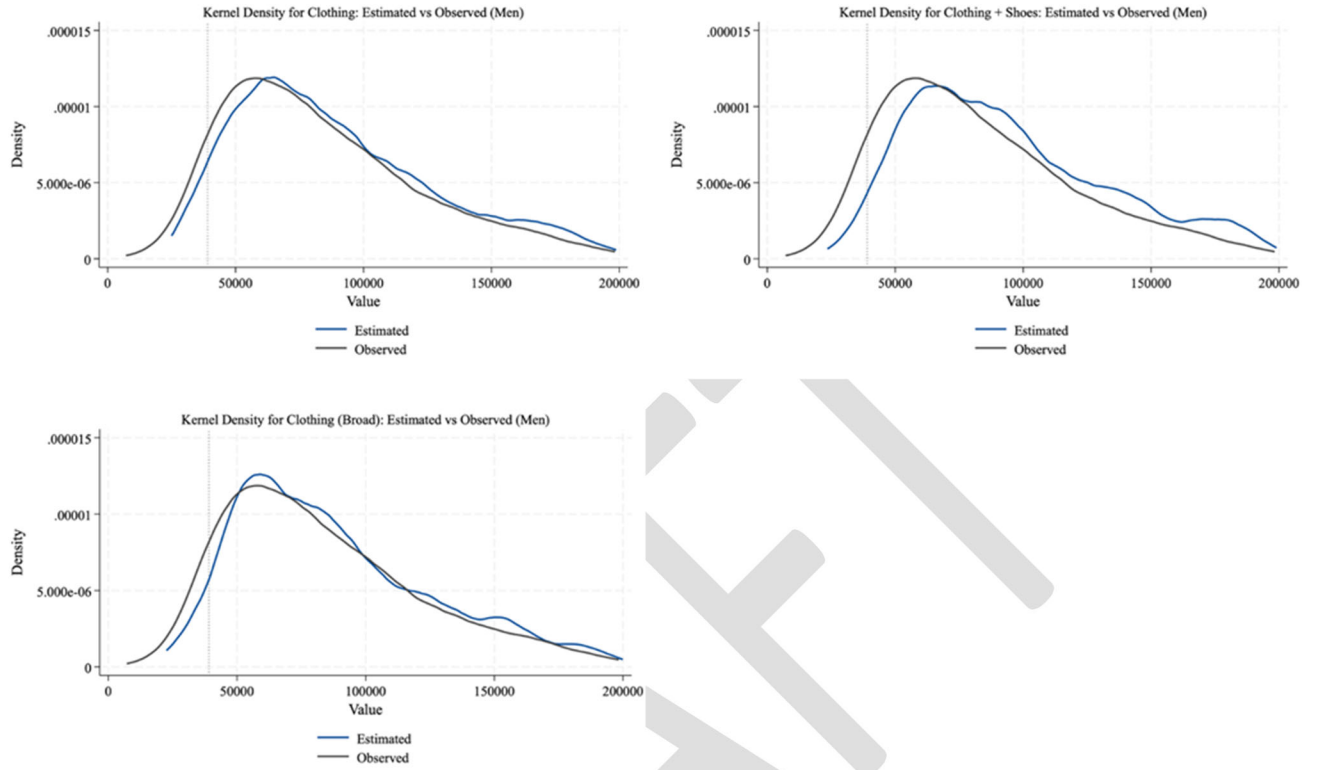 Kernel Density for Clothing: Estimated vs Observed (Men)
.000015
.00001
5.000e-06
0
Density
0 50000 100000 150000 200000
Value
Estimated
Observed
Kernel Density for Clothing + Shoes: Estimated vs Observed (Men)
.000015
.00001
5.000e-06
0
Density
0 50000 100000 150000 200000
Value
Estimated
Observed
Kernel Density for Clothing (Broad): Estimated vs Observed (Men)
.000015
.00001
5.000e-06
0
Density
0 50000 100000 150000 200000
Value
Estimated
Observed